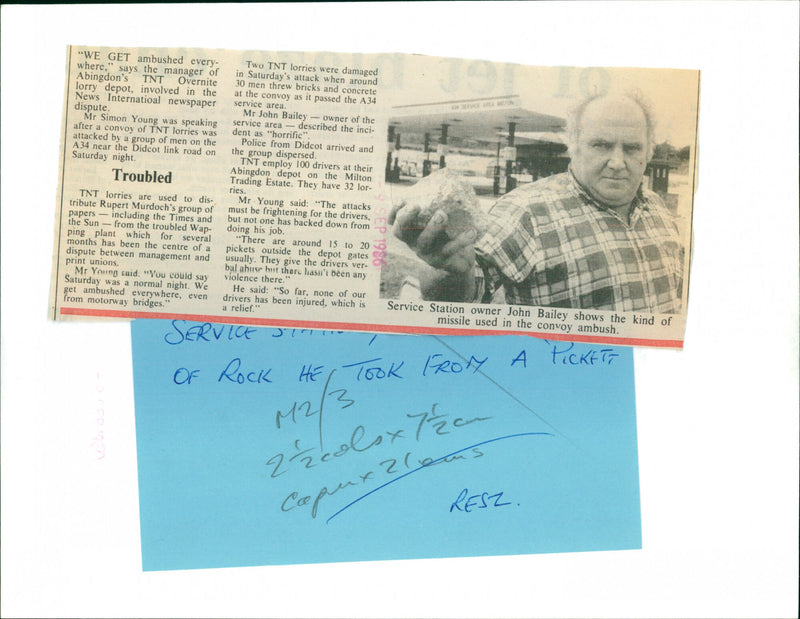 "WE GET ambushed every-
where," says the manager of
Abingdon's TNT Overnite
lorry depot, involved in the
News Internatioal newspaper
dispute.
Mr Simon Young was speaking
after a convoy of TNT lorries was
attacked by a group of men on the
A34 near the Didcot link road on
Saturday night.
Troubled
TNT lorries are used to dis-
tribute Rupert Murdoch's group of
papers — including the Times and
the Sun — from the troubled Wap-
ping plant which for several
months has been the centre of a
dispute between management and
print unions.
Mr Young said: "You could say
Saturday was a normal night. We
get ambushed everywhere, even
from motorway bridges."
Two TNT lorries were damaged
in Saturday's attack when around
30 men threw bricks and concrete
at the convoy as it passed the A34
service area.
Mr John Bailey — owner of the
service area — described the inci-
dent as "horrific".
Police from Didcot arrived and
the group dispersed.
TNT employ 100 drivers at their
Abingdon depot on the Milton
Trading Estate. They have 32 lor-
ries.
Mr Young said: "The attacks
must be frightening for the drivers,
but not one has backed down from
doing his job.
"There are around 15 to 20
pickets outside the depot gates
usually. They give the drivers ver-
bal abuse but there hasn't been any
violence there."
He said: "So far, none of our
drivers has been injured, which is
a relief."
A34 SERVICE AREA MILTON
SEP 1986
Service Station owner John Bailey shows the kind of
missile used in the convoy ambush.
SERVICE
OF ROCK HE TOOK FROM A PICKET
M2/3
2½cols x 7½cm
x 21ems
RESZ.